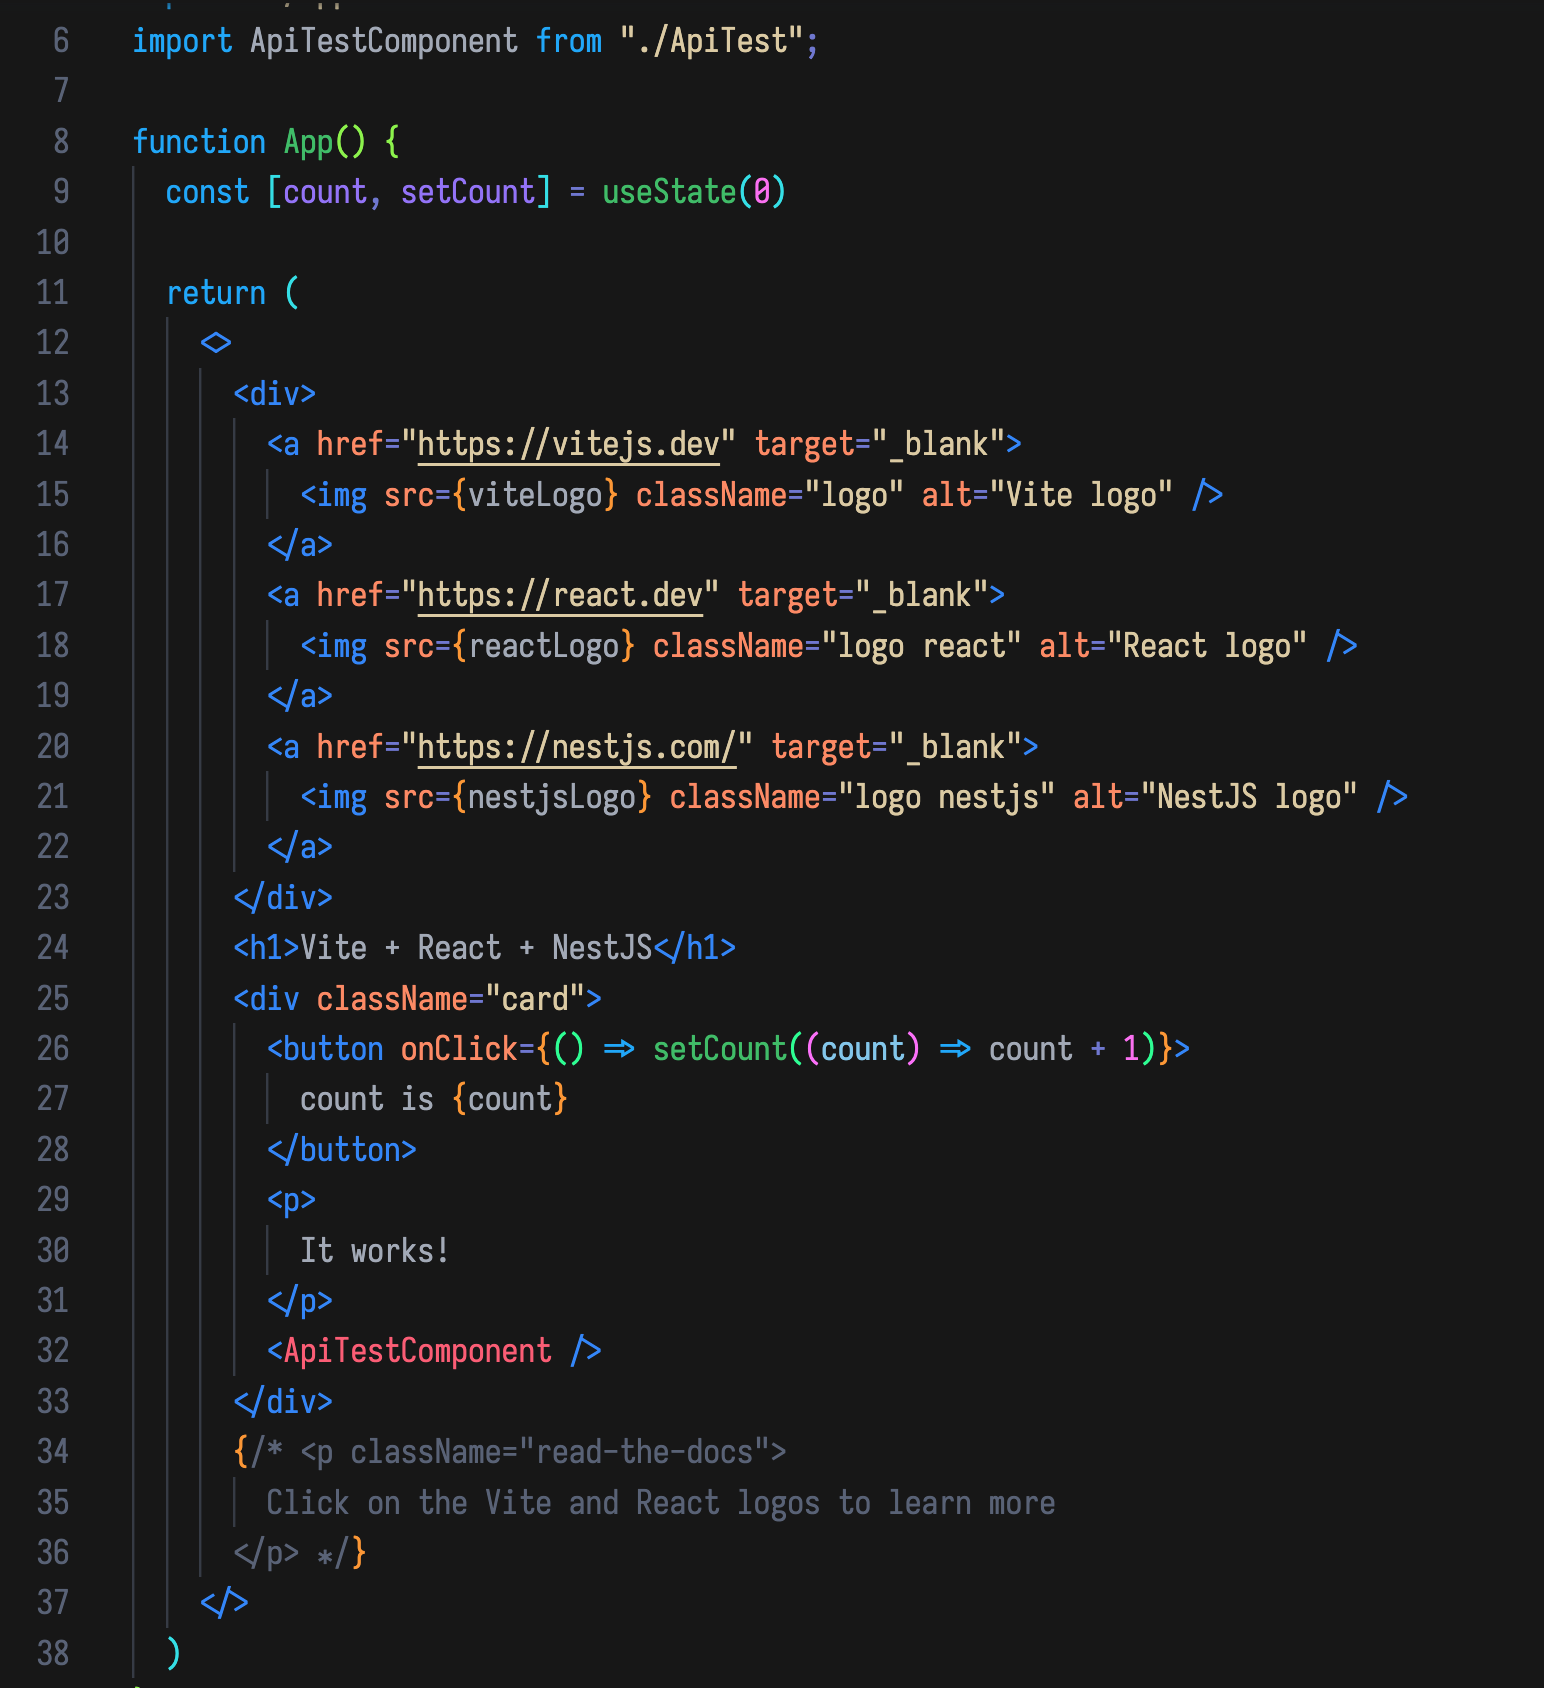 6 import ApiTestComponent from "./ApiTest";
7
8 function App() {
9 const [count, setCount] = useState(0)
10
11 return (
12 <>
13 <div>
14 <a href="https://vitejs.dev" target="_blank">
15 <img src={viteLogo} className="logo" alt="Vite logo" />
16 </a>
17 <a href="https://react.dev" target="_blank">
18 <img src={reactLogo} className="logo react" alt="React logo" />
19 </a>
20 <a href="https://nestjs.com/" target="_blank">
21 <img src={nestjsLogo} className="logo nestjs" alt="NestJS logo" />
22 </a>
23 </div>
24 <h1>Vite + React + NestJS</h1>
25 <div className="card">
26 <button onClick={() => setCount((count) => count + 1)}>
27 count is {count}
28 </button>
29 <p>
30 It works!
31 </p>
32 <ApiTestComponent />
33 </div>
34 {/* <p className="read-the-docs">
35 Click on the Vite and React logos to learn more
36 </p> */}
37 </>
38 )